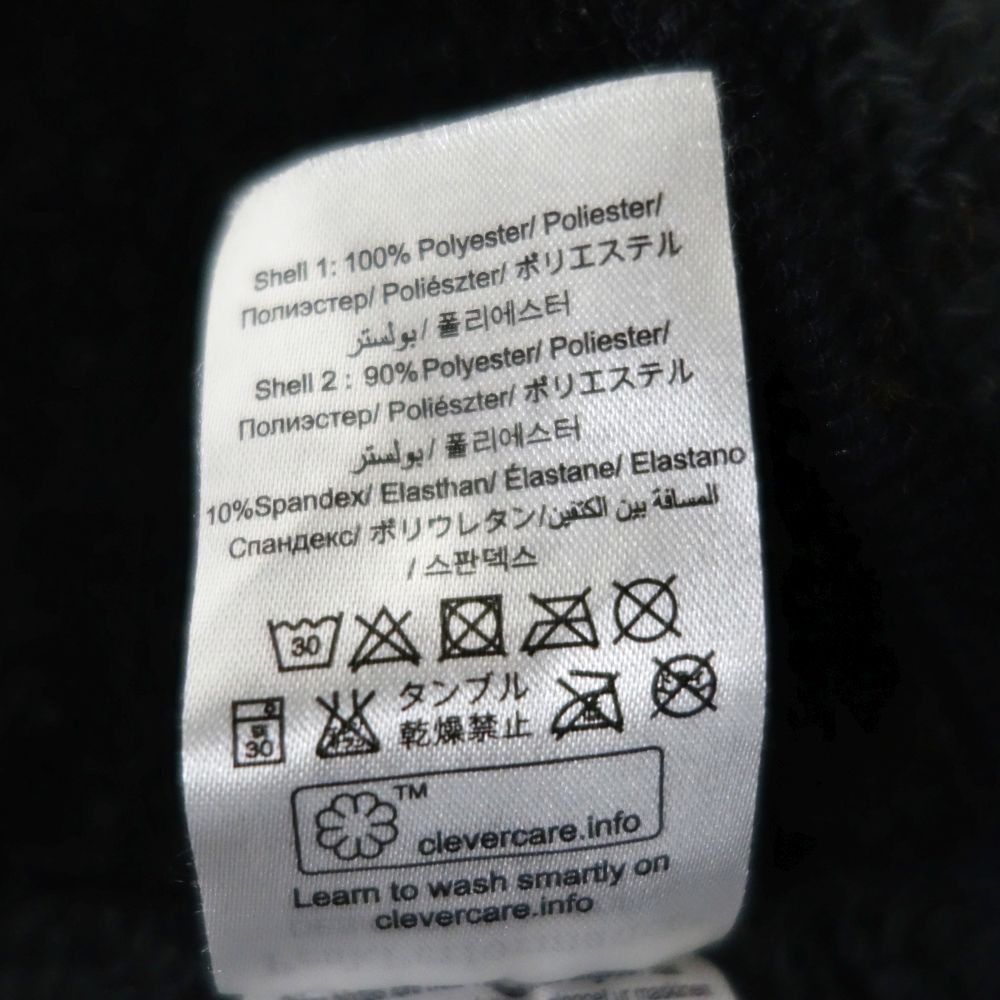 Shell 1: 100% Polyester/ Poliester/
Полиэстер/ Poliészter/ ポリエステル
بولستر / 폴리에스터
Shell 2 : 90% Polyester/ Poliester/
Полиэстер/ Poliészter/ ポリエステル
بولستر / 폴리에스터
10%Spandex/ Elasthan/ Élastane/ Elastano
Спандекс/ ポリウレタン/المسافة بين الكتفين
/ 스판덱스
30
30 タンブル
乾燥禁止
TM
clevercare.info
Learn to wash smartly on
clevercare.info